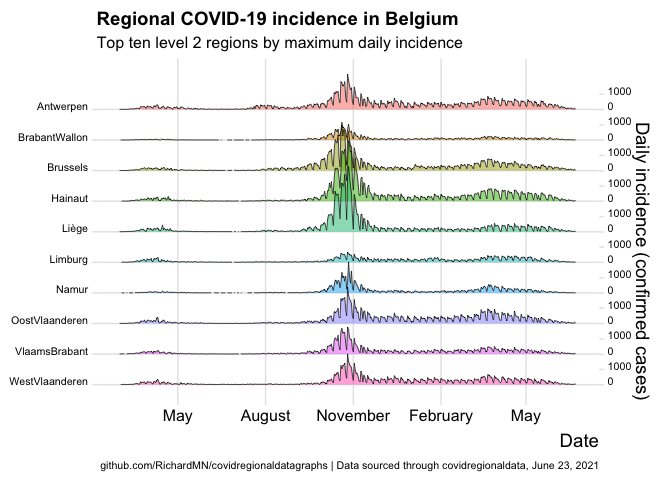 Regional COVID-19 incidence in Belgium
Top ten level 2 regions by maximum daily incidence
Antwerpen
BrabantWallon
Brussels
Hainaut
Liège
Limburg
Namur
OostVlaanderen
VlaamsBrabant
WestVlaanderen
1000
0
1000
0
1000
0
1000
0
1000
0
1000
0
1000
0
1000
0
1000
0
1000
0
Daily incidence (confirmed cases)
May August November February May
Date
github.com/RichardMN/covidregionaldatagraphs | Data sourced through covidregionaldata, June 23, 2021